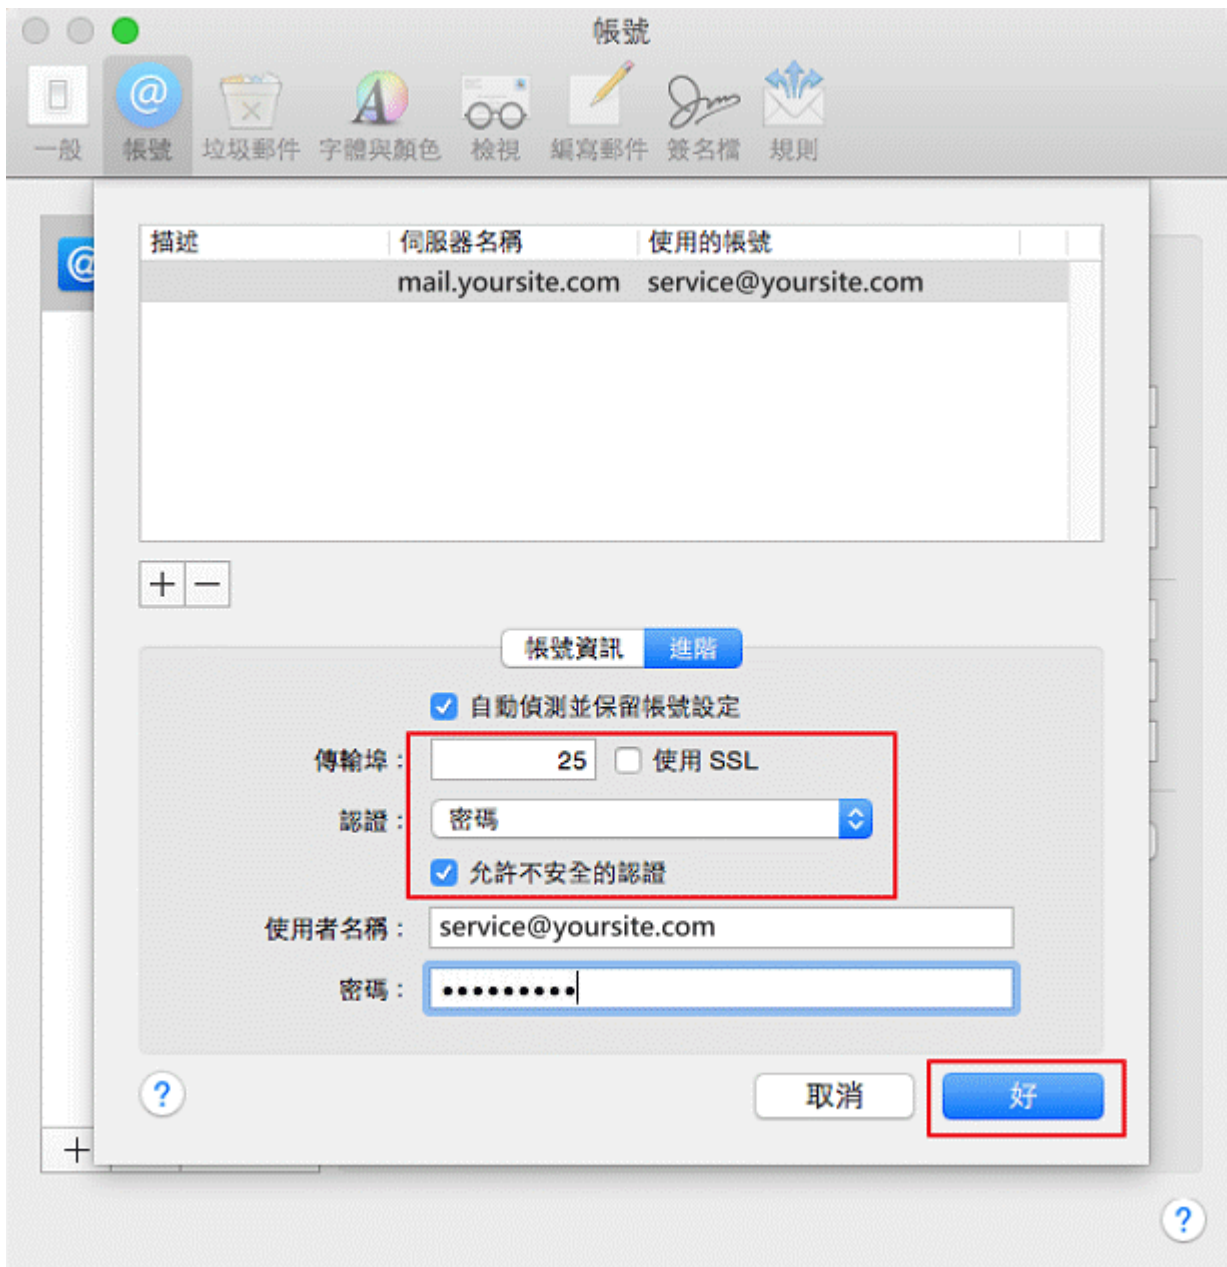 帳號
一般 帳號 垃圾郵件 字體與顏色 檢視 編寫郵件 簽名檔 規則
描述 伺服器名稱 使用的帳號
mail.yoursite.com service@yoursite.com
帳號資訊 進階
自動偵測並保留帳號設定
傳輸埠： 25 使用 SSL
認證： 密碼
允許不安全的認證
使用者名稱： service@yoursite.com
密碼： •••••••••
? 取消 好
?